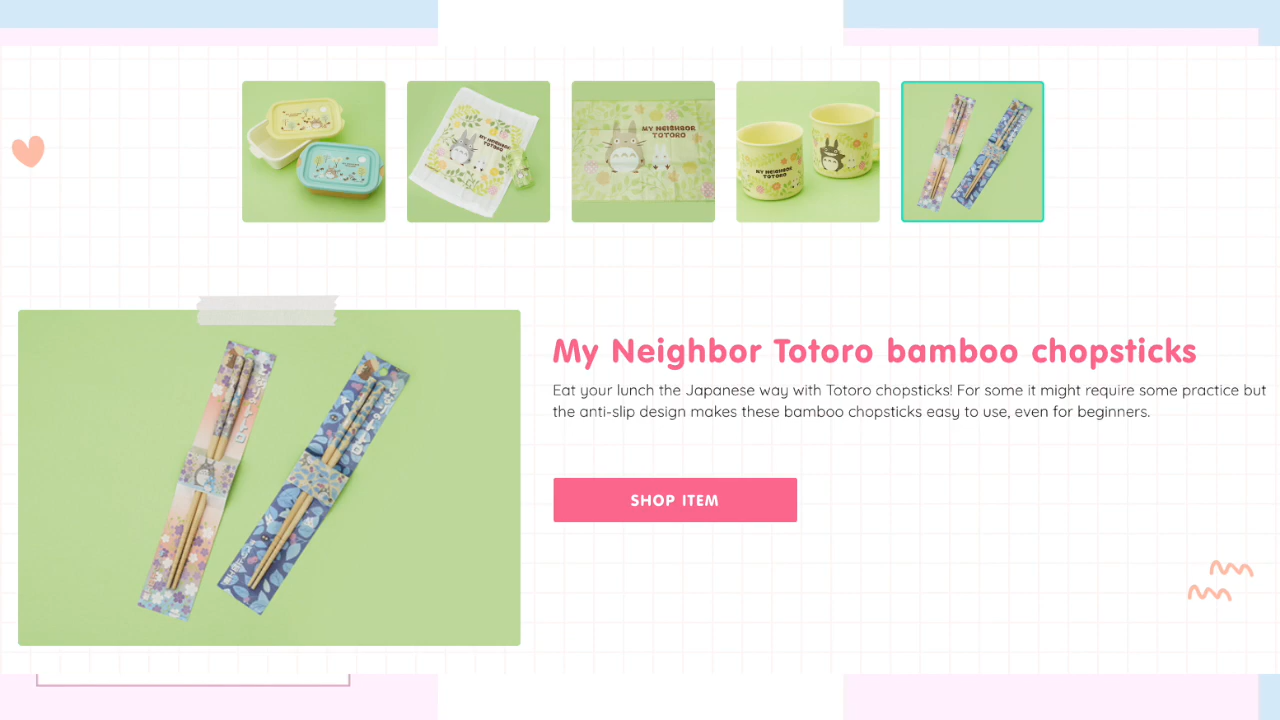 MY NEIGHBOR
TOTORO
MY NEIGHBOR
TOTORO
MY NEIGHBOR
TOTORO
My Neighbor Totoro bamboo chopsticks
Eat your lunch the Japanese way with Totoro chopsticks! For some it might require some practice but
the anti-slip design makes these bamboo chopsticks easy to use, even for beginners.
SHOP ITEM